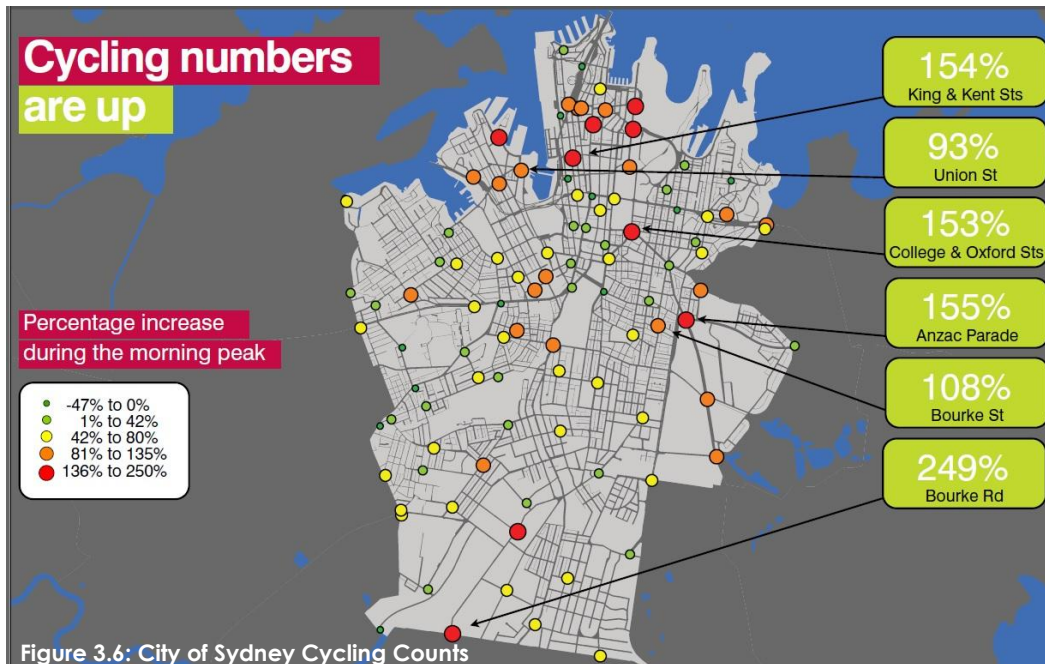 Cycling numbers
are up
154%
King & Kent Sts
93%
Union St
153%
College & Oxford Sts
155%
Anzac Parade
108%
Bourke St
249%
Bourke Rd
Percentage increase
during the morning peak
-47% to 0%
1% to 42%
42% to 80%
81% to 135%
136% to 250%
Figure 3.6: City of Sydney Cycling Counts